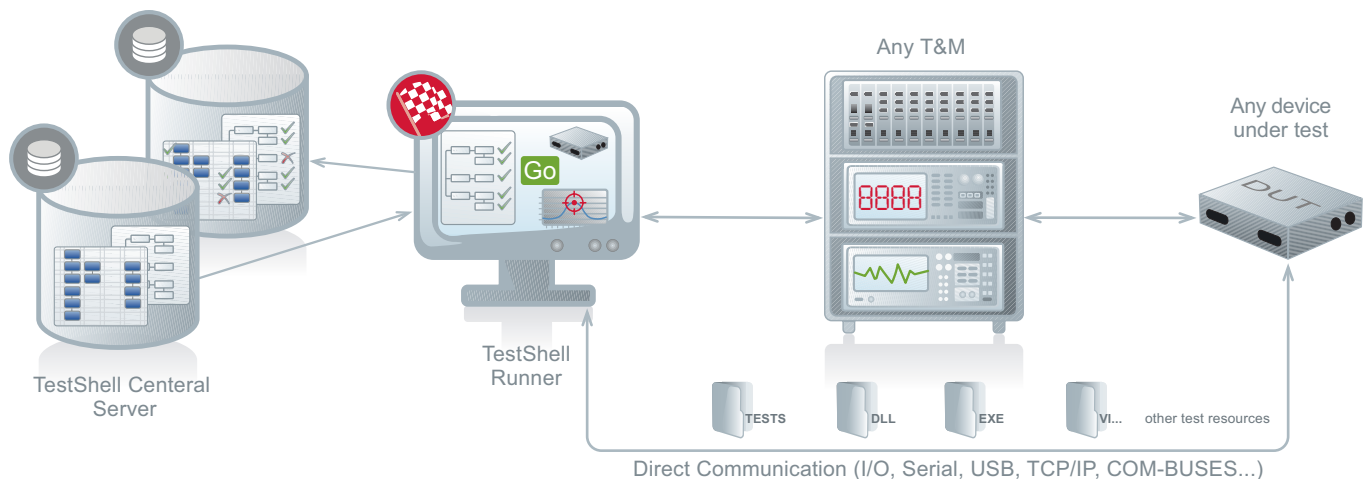 Any T&M
Any device
under test
Go
8888
DUT
TestShell
Runner
TestShell Centeral
Server
TESTS
DLL
EXE
VI...
other test resources
Direct Communication (I/O, Serial, USB, TCP/IP, COM-BUSES...)